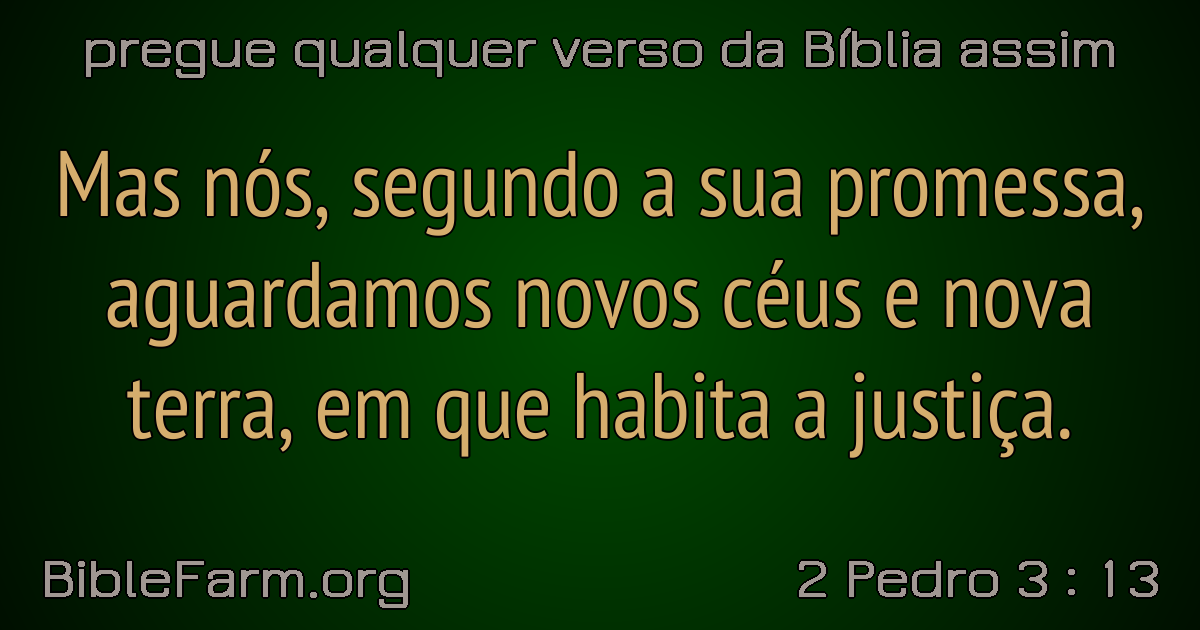 pregue qualquer verso da Bíblia assim
Mas nós, segundo a sua promessa,
aguardamos novos céus e nova
terra, em que habita a justiça.
BibleFarm.org
2 Pedro 3 : 13